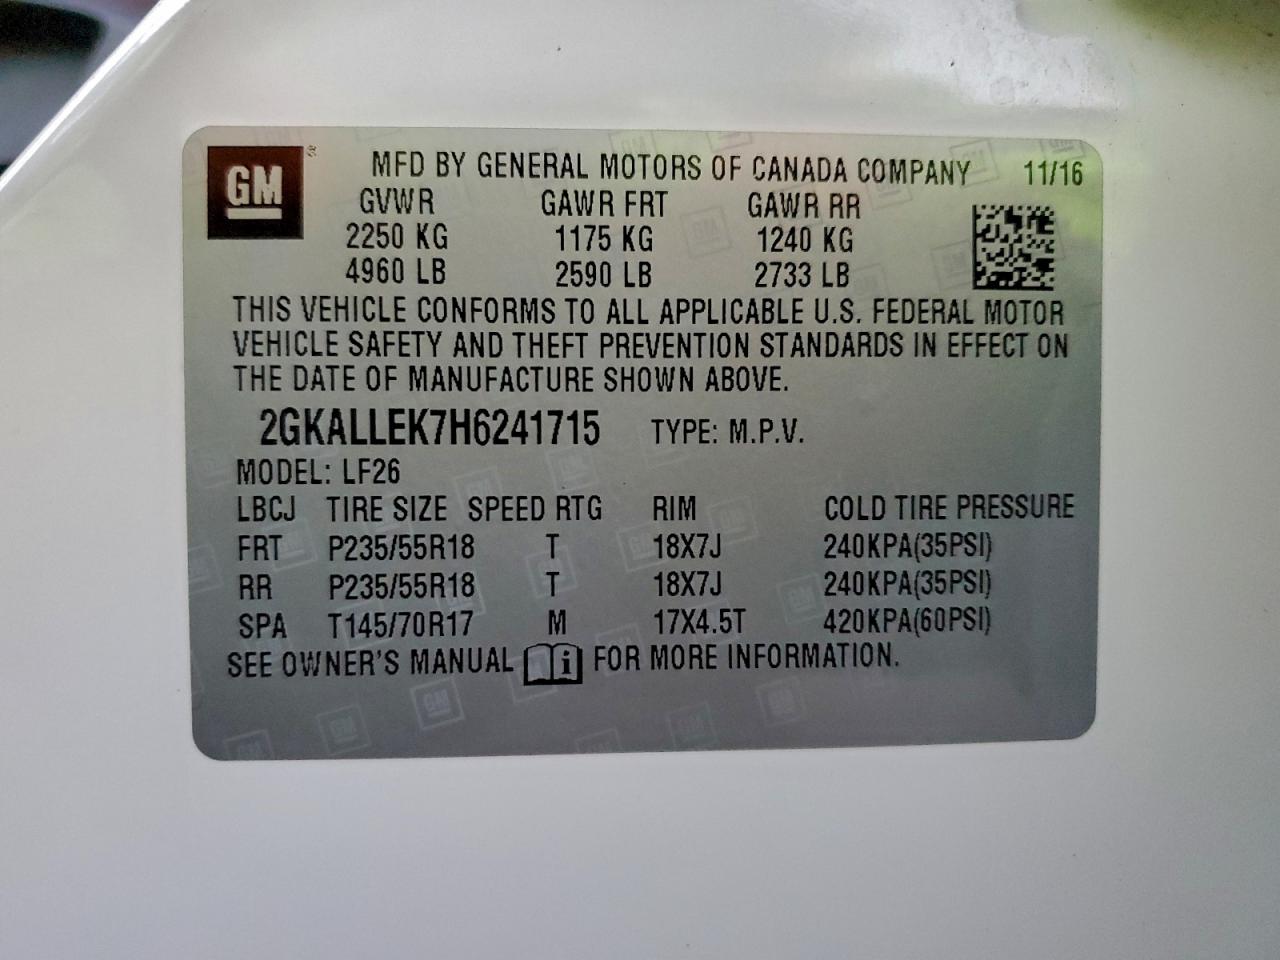 GM MFD BY GENERAL MOTORS OF CANADA COMPANY 11/16
GVWR GAWR FRT GAWR RR
2250 KG 1175 KG 1240 KG
4960 LB 2590 LB 2733 LB
THIS VEHICLE CONFORMS TO ALL APPLICABLE U.S. FEDERAL MOTOR
VEHICLE SAFETY AND THEFT PREVENTION STANDARDS IN EFFECT ON
THE DATE OF MANUFACTURE SHOWN ABOVE.
2GKALLEK7H6241715 TYPE: M.P.V.
MODEL: LF26
LBCJ TIRE SIZE SPEED RTG RIM COLD TIRE PRESSURE
FRT P235/55R18 T 18X7J 240KPA(35PSI)
RR P235/55R18 T 18X7J 240KPA(35PSI)
SPA T145/70R17 M 17X4.5T 420KPA(60PSI)
SEE OWNER'S MANUAL i FOR MORE INFORMATION.